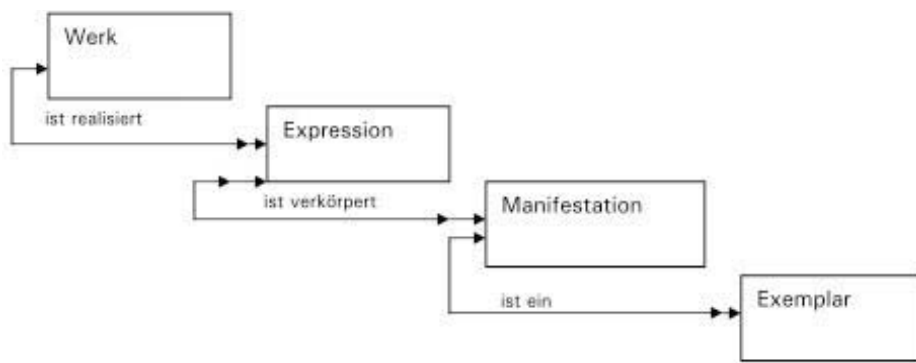 Werk
ist realisiert
Expression
ist verkörpert
Manifestation
ist ein
Exemplar